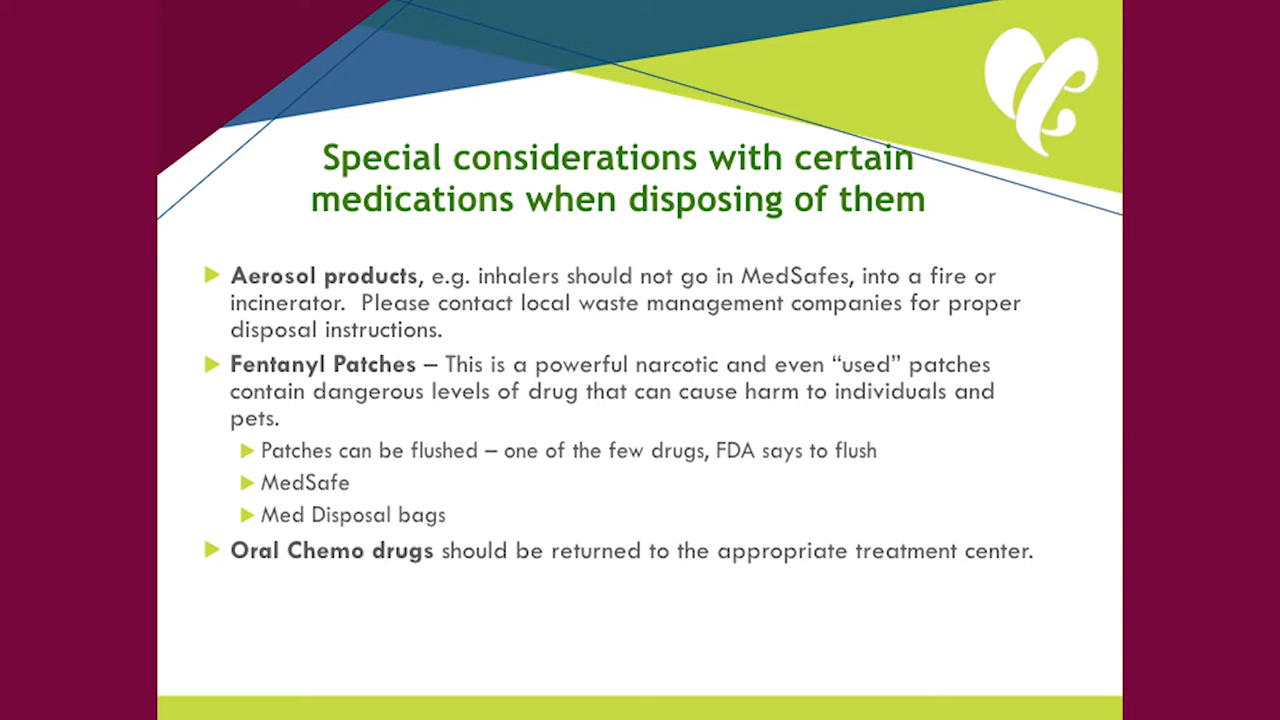 Special considerations with certain
medications when disposing of them
Aerosol products, e.g. inhalers should not go in MedSafes, into a fire or
incinerator.  Please contact local waste management companies for proper
disposal instructions.
Fentanyl Patches – This is a powerful narcotic and even “used” patches
contain dangerous levels of drug that can cause harm to individuals and
pets.
Patches can be flushed – one of the few drugs, FDA says to flush
MedSafe
Med Disposal bags
Oral Chemo drugs should be returned to the appropriate treatment center.